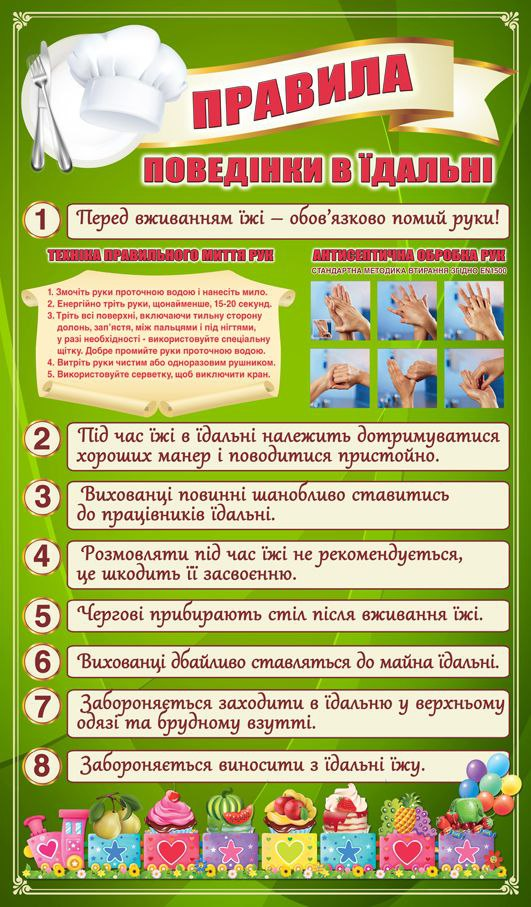 ПРАВИЛА
ПОВЕДІНКИ В ЇДАЛЬНІ
1 Перед вживанням їжі – обов’язково помий руки!
ТЕХНІКА ПРАВИЛЬНОГО МИТТЯ РУК
1. Змочіть руки проточною водою і нанесіть мило.
2. Енергійно тріть руки, щонайменше, 15-20 секунд.
3. Тріть всі поверхні, включаючи тильну сторону
долонь, зап’ястя, між пальцями і під нігтями,
у разі необхідності - використовуйте спеціальну
щітку. Добре промийте руки проточною водою.
4. Витріть руки чистим або одноразовим рушником.
5. Використовуйте серветку, щоб виключити кран.
АНТИСЕПТИЧНА ОБРОБКА РУК
СТАНДАРТНА МЕТОДИКА ВТИРАННЯ ЗГІДНО EN1500
2 Під час їжі в їдальні належить дотримуватися
хороших манер і поводитися пристойно.
3 Вихованці повинні шанобливо ставитись
до працівників їдальні.
4 Розмовляти під час їжі не рекомендується,
це шкодить її засвоєнню.
5 Чергові прибирають стіл після вживання їжі.
6 Вихованці дбайливо ставляться до майна їдальні.
7 Забороняється заходити в їдальню у верхньому
одязі та брудному взутті.
8 Забороняється виносити з їдальні їжу.